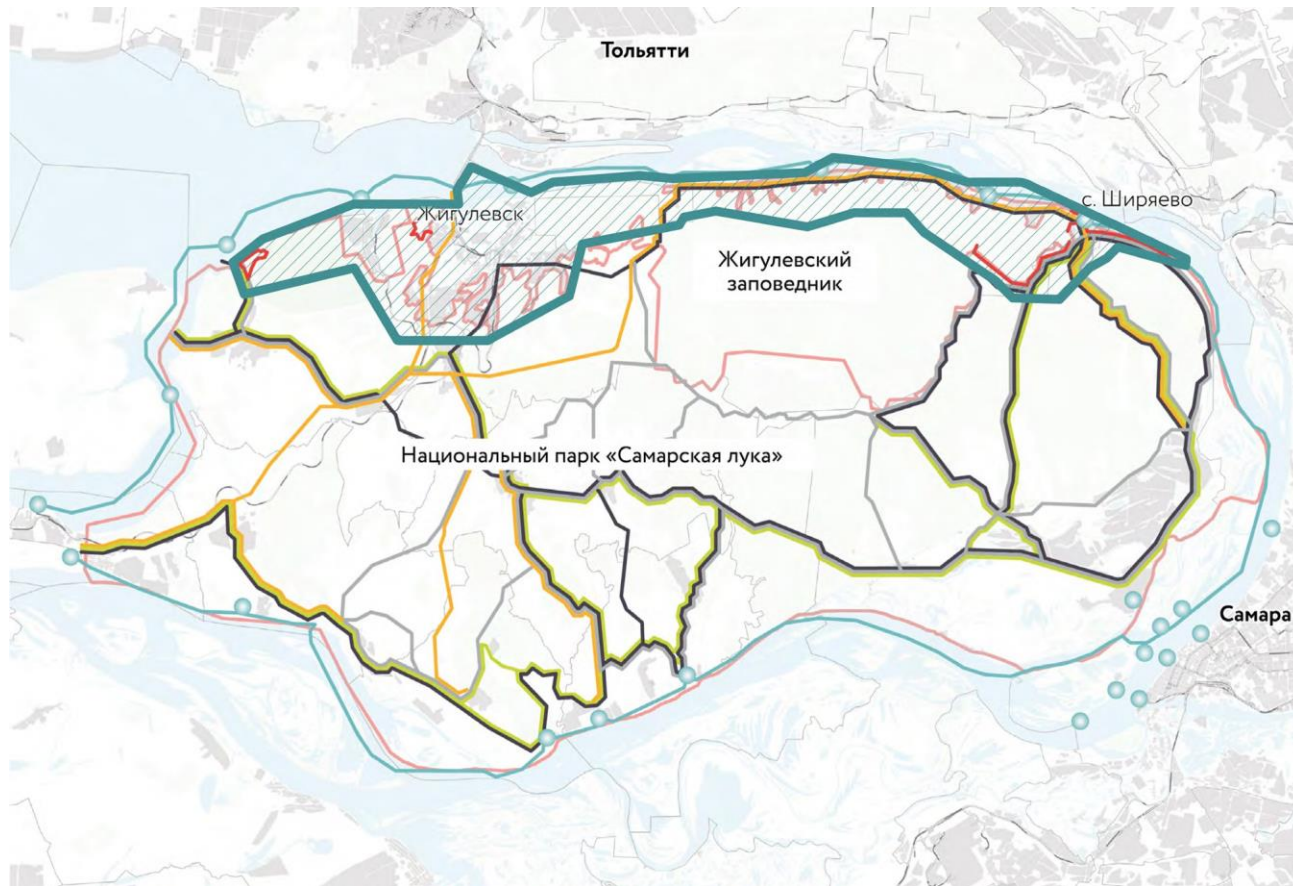 Тольятти
Жигулевск
с. Ширяево
Жигулевский
заповедник
Национальный парк «Самарская лука»
Самара